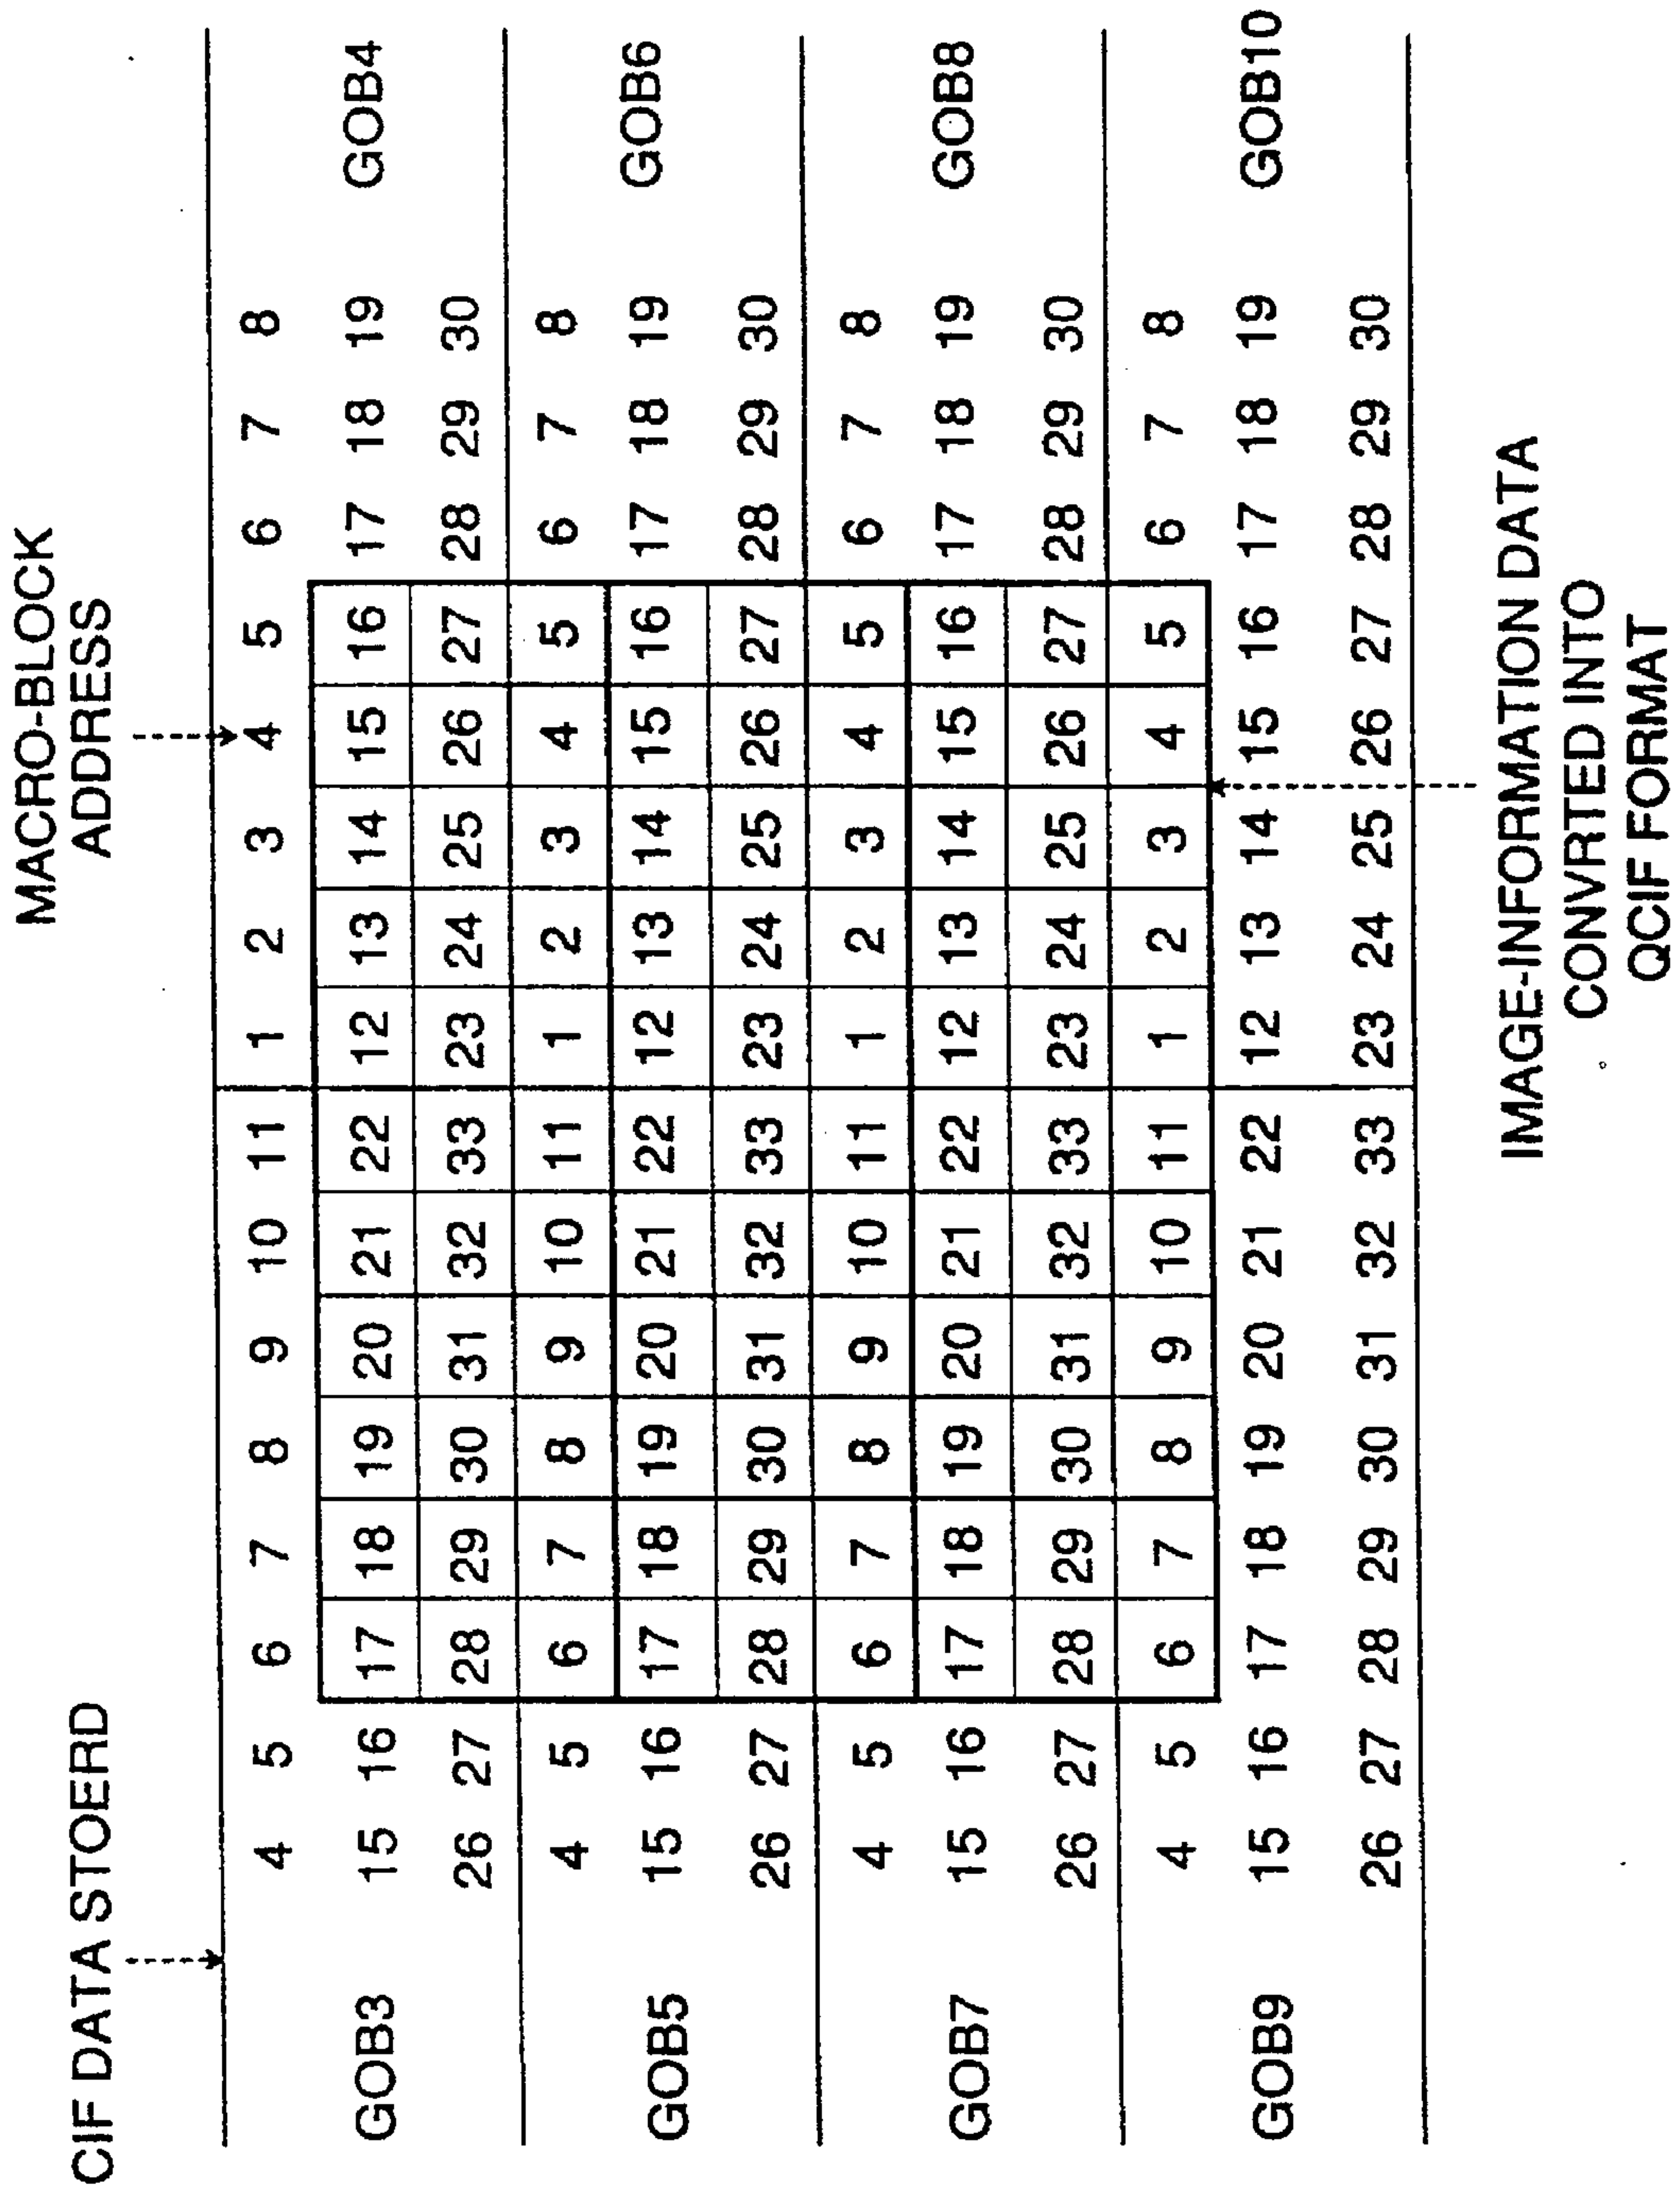 MACRO-BLOCK
ADDRESS
CIF DATA STOERD
4 5 6 7 8 9 10 11 1 2 3 4 5 6 7 8
GOB3 15 16 17 18 19 20 21 22 12 13 14 15 16 17 18 19 GOB4
26 27 28 29 30 31 32 33 23 24 25 26 27 28 29 30
4 5 6 7 8 9 10 11 1 2 3 4 5 6 7 8
GOB5 15 16 17 18 19 20 21 22 12 13 14 15 16 17 18 19 GOB6
26 27 28 29 30 31 32 33 23 24 25 26 27 28 29 30
4 5 6 7 8 9 10 11 1 2 3 4 5 6 7 8
GOB7 15 16 17 18 19 20 21 22 12 13 14 15 16 17 18 19 GOB8
26 27 28 29 30 31 32 33 23 24 25 26 27 28 29 30
4 5 6 7 8 9 10 11 1 2 3 4 5 6 7 8
GOB9 15 16 17 18 19 20 21 22 12 13 14 15 16 17 18 19 GOB10
26 27 28 29 30 31 32 33 23 24 25 26 27 28 29 30
IMAGE-INFORMATION DATA
CONVRTED INTO
QCIF FORMAT